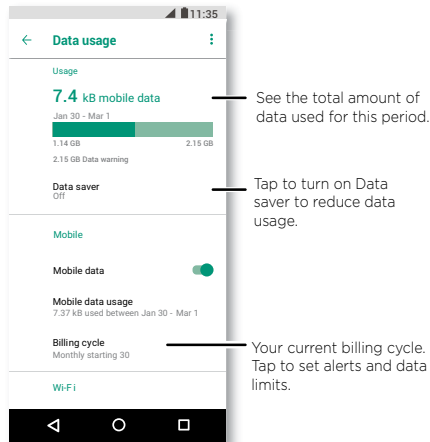 11:35
Data usage
Usage
7.4 kB mobile data
Jan 30 - Mar 1
1.14 GB 2.15 GB
2.15 GB Data warning
Data saver
Off
Mobile
Mobile data
Mobile data usage
7.37 kB used between Jan 30 - Mar 1
Billing cycle
Monthly starting 30
Wi-Fi
See the total amount of
data used for this period.
Tap to turn on Data
saver to reduce data
usage.
Your current billing cycle.
Tap to set alerts and data
limits.